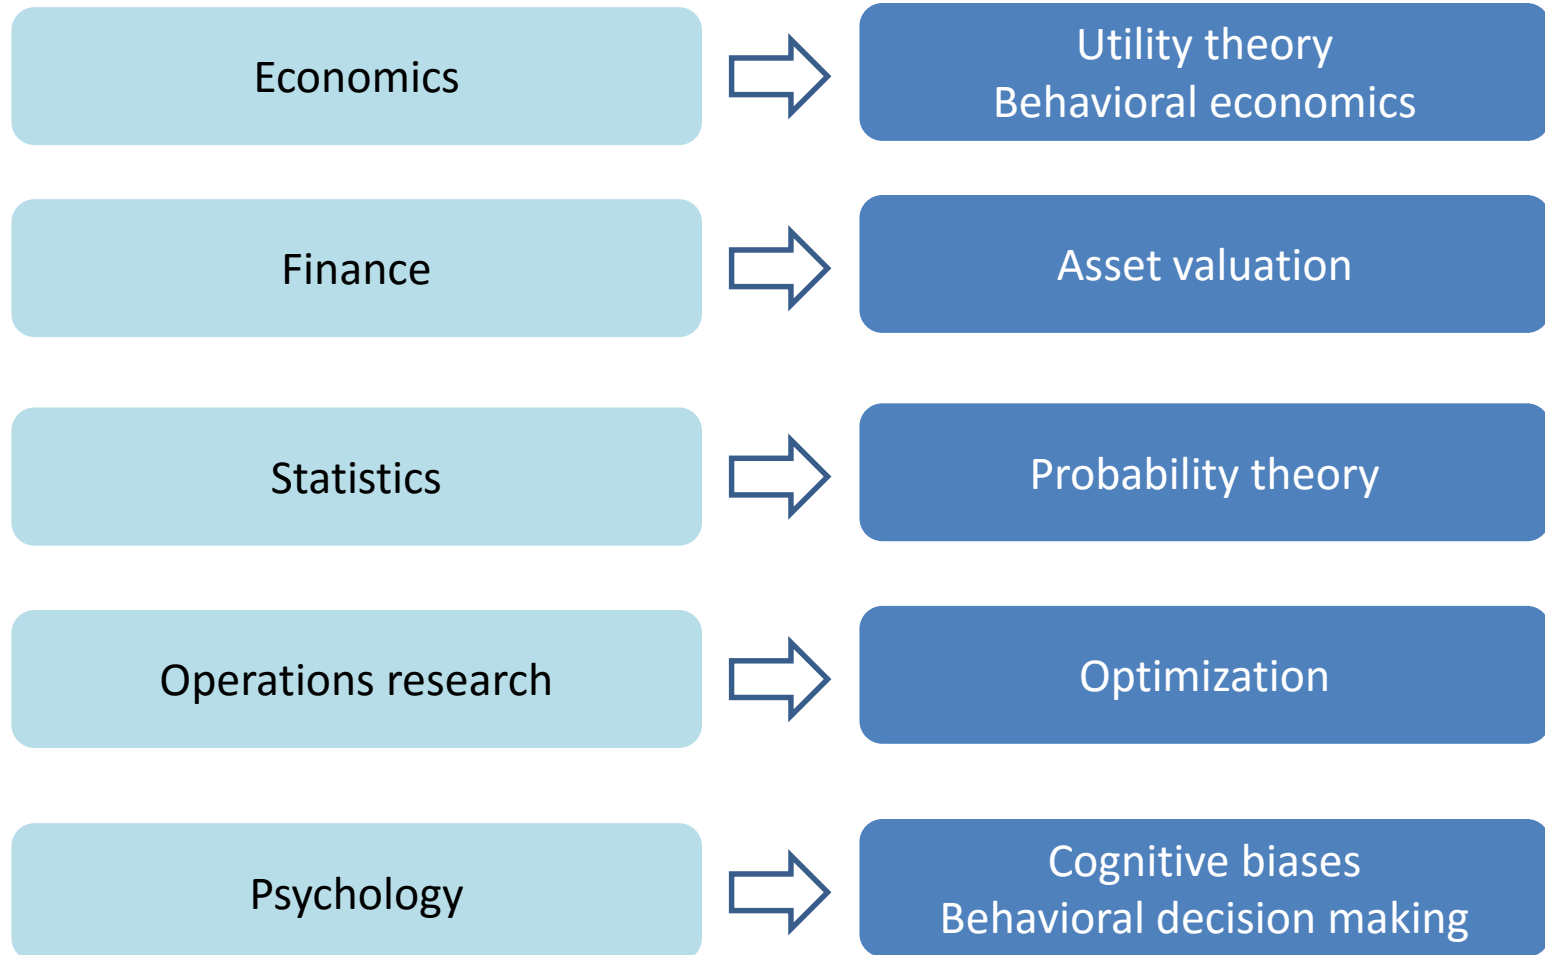 Economics
Utility theory
Behavioral economics
Finance
Asset valuation
Statistics
Probability theory
Operations research
Optimization
Psychology
Cognitive biases
Behavioral decision making